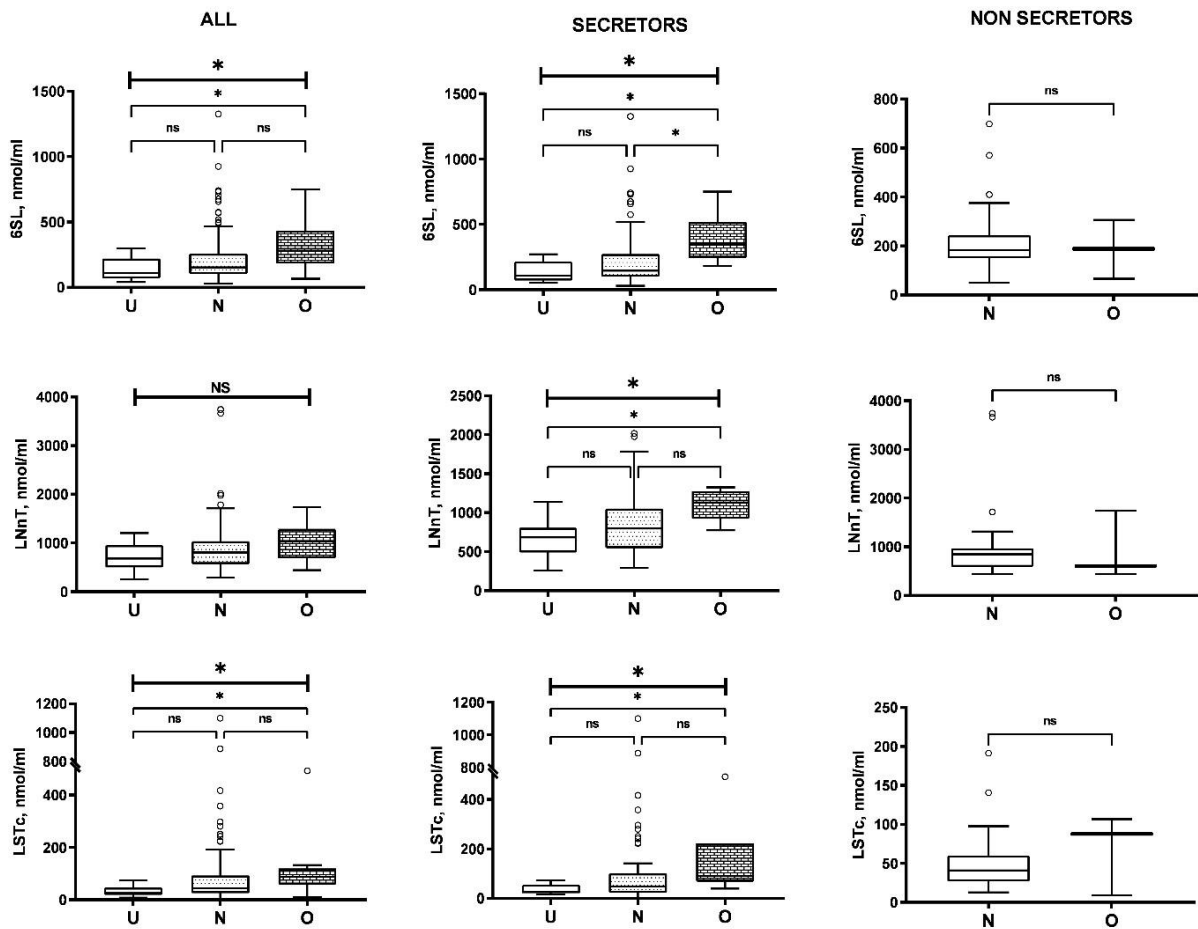 ALL
SECRETORS
NON SECRETORS
*
*
ns
ns
1500
1000
500
0
6SL, nmol/ml
U
N
O
*
*
ns
*
1500
1000
500
0
6SL, nmol/ml
U
N
O
ns
800
600
400
200
0
6SL, nmol/ml
N
O
NS
4000
3000
2000
1000
0
LNnT, nmol/ml
U
N
O
*
*
ns
ns
2500
2000
1500
1000
500
0
LNnT, nmol/ml
U
N
O
ns
4000
3000
2000
1000
0
LNnT, nmol/ml
N
O
*
*
ns
ns
1200
1000
800
400
200
0
LSTc, nmol/ml
U
N
O
*
*
ns
ns
1200
1000
800
400
200
0
LSTc, nmol/ml
U
N
O
ns
250
200
150
100
50
0
LSTc, nmol/ml
N
O